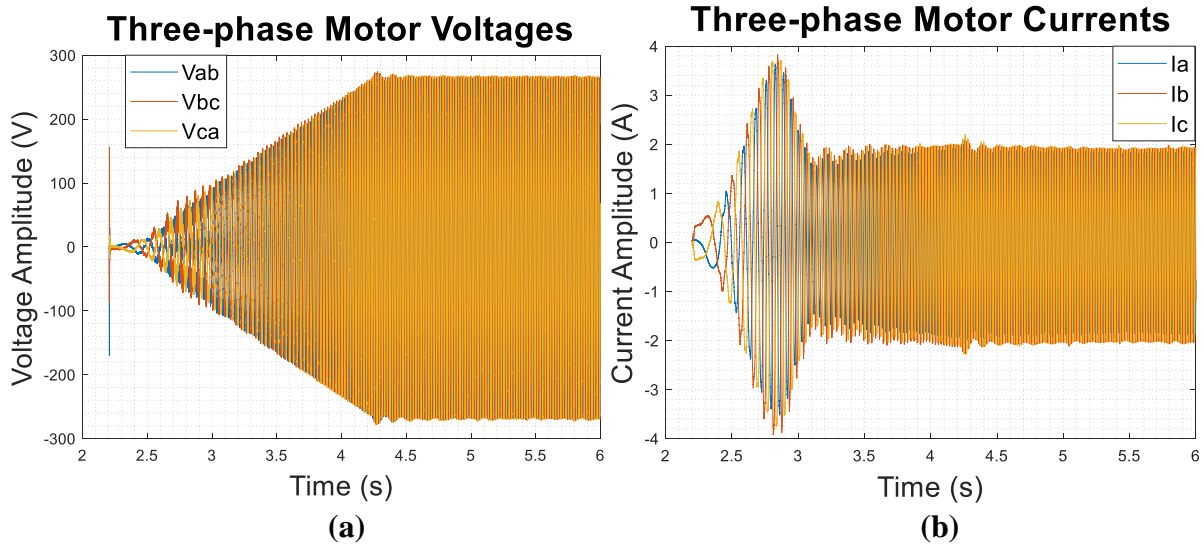 Three-phase Motor Voltages
300
200
100
0
-100
-200
-300
Voltage Amplitude (V)
Vab
Vbc
Vca
2 2.5 3 3.5 4 4.5 5 5.5 6
Time (s)
(a)
Three-phase Motor Currents
4
3
2
1
0
-1
-2
-3
-4
Current Amplitude (A)
Ia
Ib
Ic
2 2.5 3 3.5 4 4.5 5 5.5 6
Time (s)
(b)